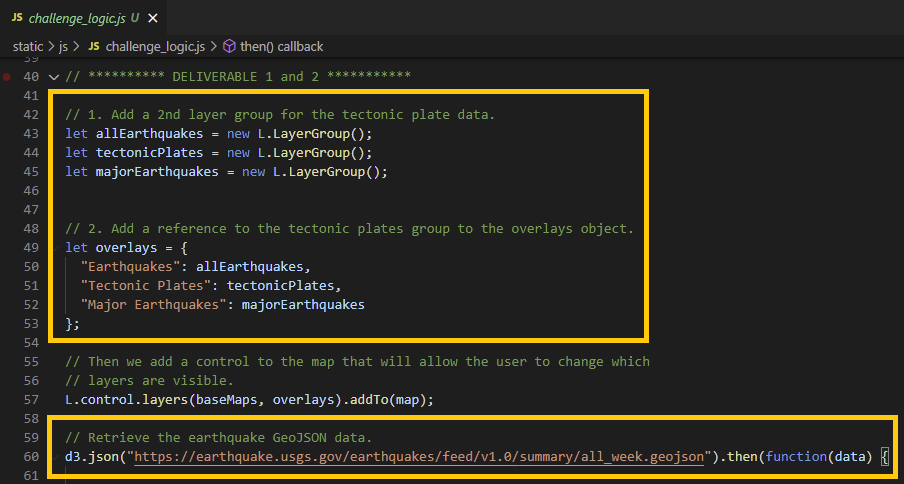 JS challenge_logic.js U ×
static > js > JS challenge_logic.js > then() callback
39
40 // ********** DELIVERABLE 1 and 2 ***********
41
42 // 1. Add a 2nd layer group for the tectonic plate data.
43 let allEarthquakes = new L.LayerGroup();
44 let tectonicPlates = new L.LayerGroup();
45 let majorEarthquakes = new L.LayerGroup();
46
47
48 // 2. Add a reference to the tectonic plates group to the overlays object.
49 let overlays = {
50 "Earthquakes": allEarthquakes,
51 "Tectonic Plates": tectonicPlates,
52 "Major Earthquakes": majorEarthquakes
53 };
54
55 // Then we add a control to the map that will allow the user to change which
56 // layers are visible.
57 L.control.layers(baseMaps, overlays).addTo(map);
58
59 // Retrieve the earthquake GeoJSON data.
60 d3.json("https://earthquake.usgs.gov/earthquakes/feed/v1.0/summary/all_week.geojson").then(function(data) {
61